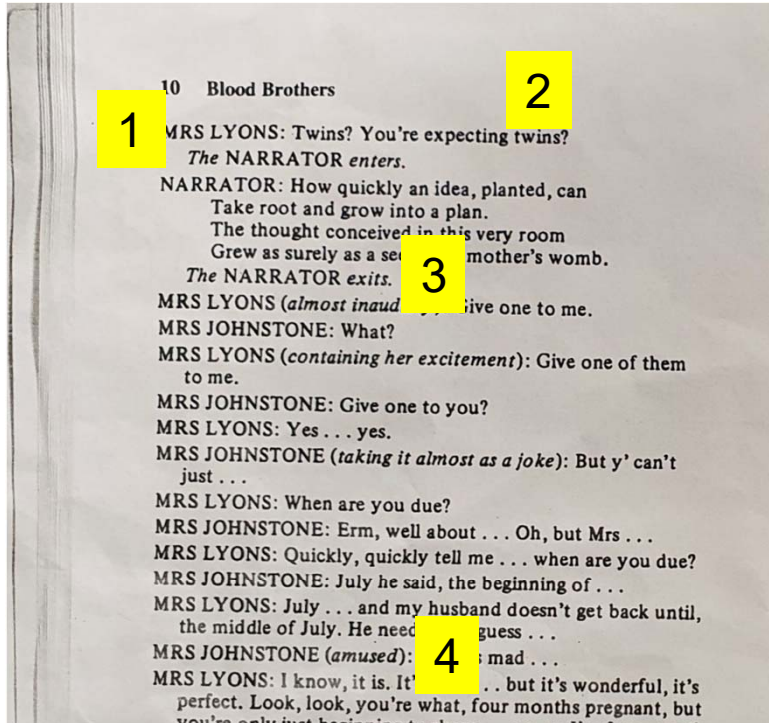 10 Blood Brothers
2
1
MRS LYONS: Twins? You're expecting twins?
The NARRATOR enters.
NARRATOR: How quickly an idea, planted, can
Take root and grow into a plan.
The thought conceived in this very room
Grew as surely as a mother's womb.
3
The NARRATOR exits.
MRS LYONS (almost Give one to me.
MRS JOHNSTONE: What?
MRS LYONS (containing her excitement): Give one of them
to me.
MRS JOHNSTONE: Give one to you?
MRS LYONS: Yes . . . yes.
MRS JOHNSTONE (taking it almost as a joke): But y' can't
just . . .
MRS LYONS: When are you due?
MRS JOHNSTONE: Erm, well about . . . Oh, but Mrs . . .
MRS LYONS: Quickly, quickly tell me . . . when are you due?
MRS JOHNSTONE: July he said, the beginning of . . .
MRS LYONS: July . . . and my husband doesn't get back until,
the middle of July. He guess . . .
4
MRS JOHNSTONE (amused): mad . . .
MRS LYONS: I know, it is. . . but it's wonderful, it's
perfect. Look, look, you're what, four months pregnant, but